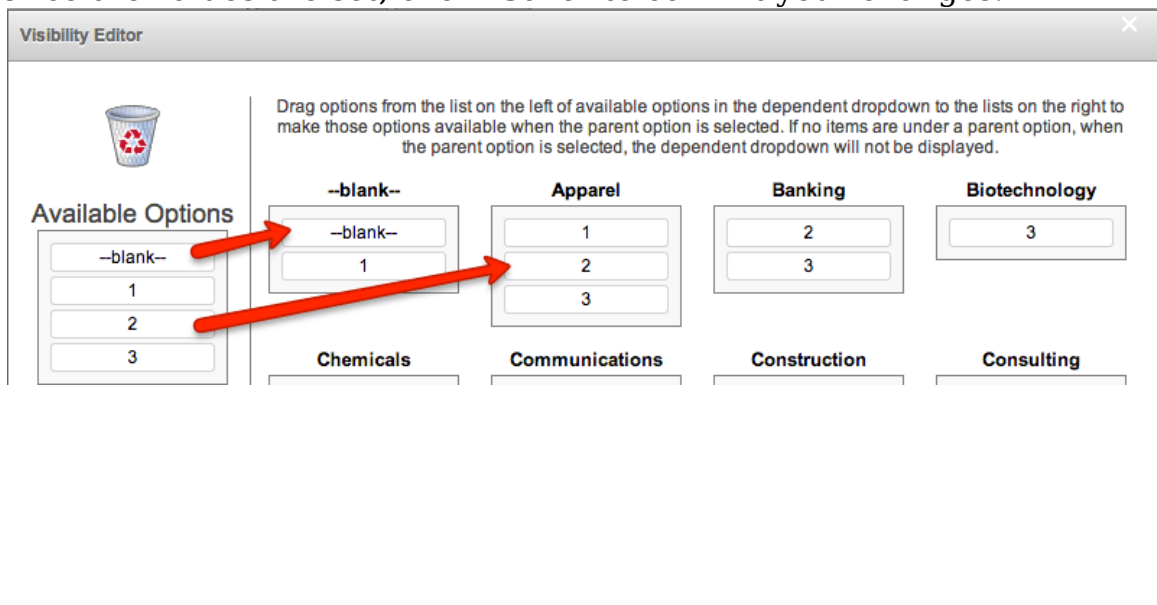 Visibility Editor
Drag options from the list on the left of available options in the dependent dropdown to the lists on the right to
make those options available when the parent option is selected. If no items are under a parent option, when
the parent option is selected, the dependent dropdown will not be displayed.
Available Options
--blank--
1
2
3
--blank--
--blank--
1
Apparel
1
2
3
Banking
2
3
Biotechnology
3
Chemicals
Communications
Construction
Consulting